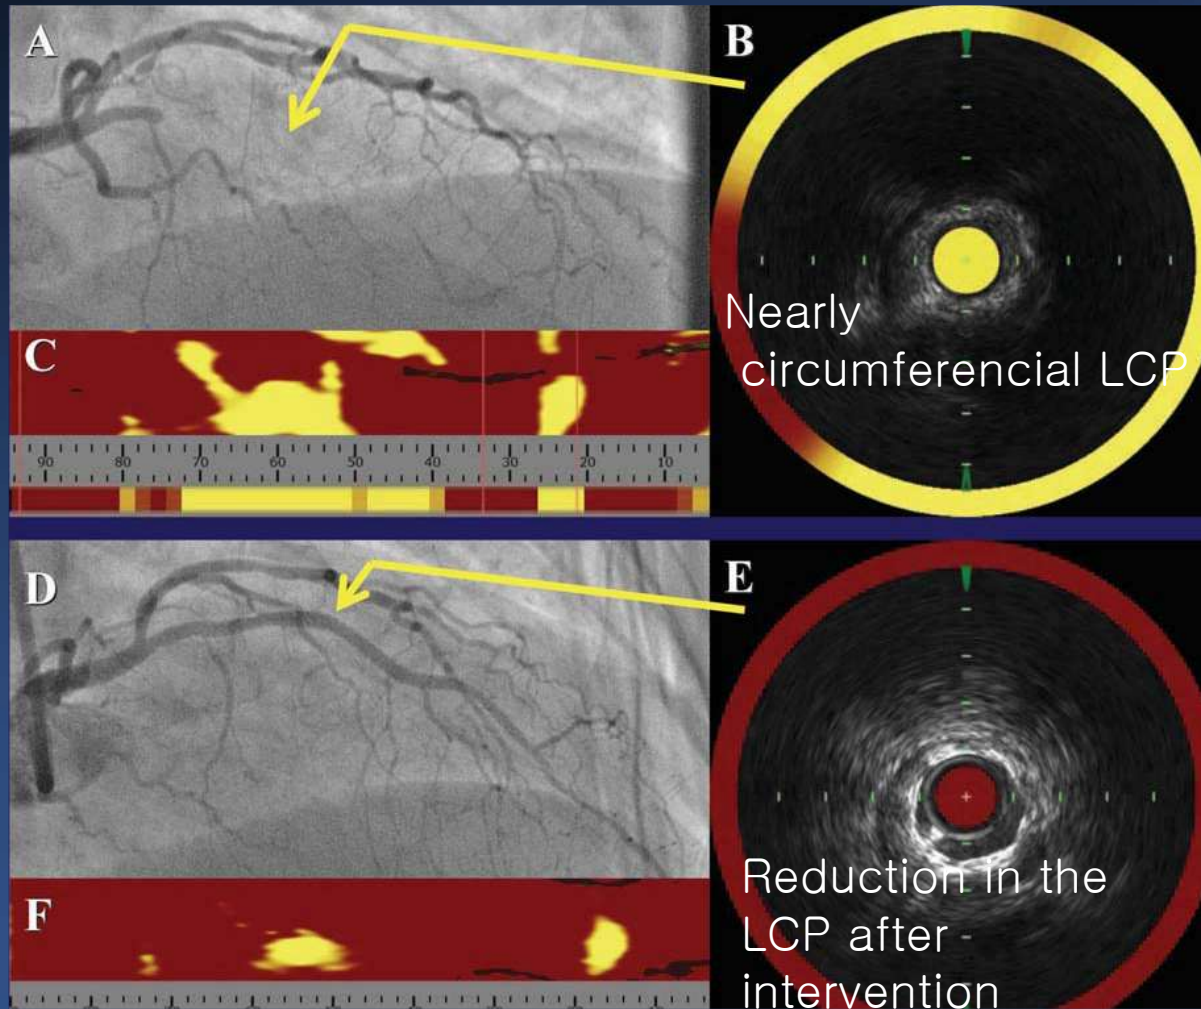 A
B
Nearly
circumferencial LCP
C
90 80 70 60 50 40 30 20 10
D
E
Reduction in the
LCP after
intervention
F